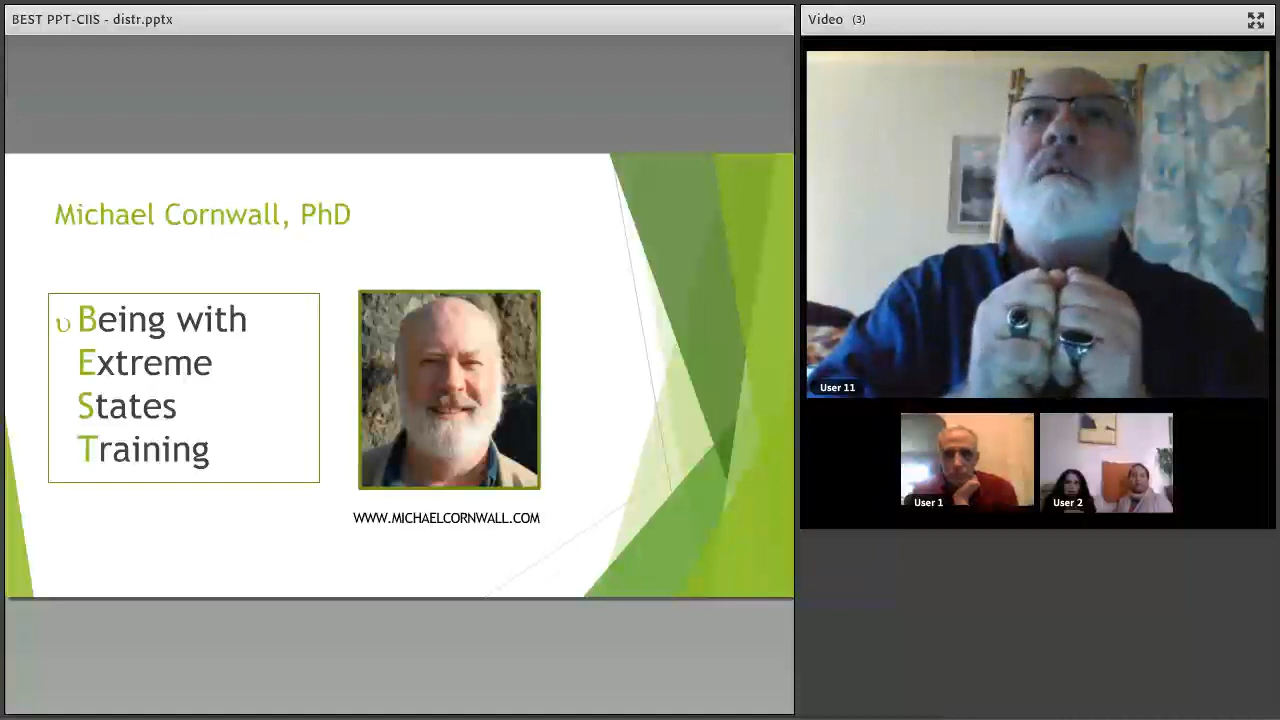 BEST PPT-CIIS - distr.pptx
Video (3)
Michael Cornwall, PhD
Being with
Extreme
States
Training
WWW.MICHAELCORNWALL.COM
User 11
User 1
User 2